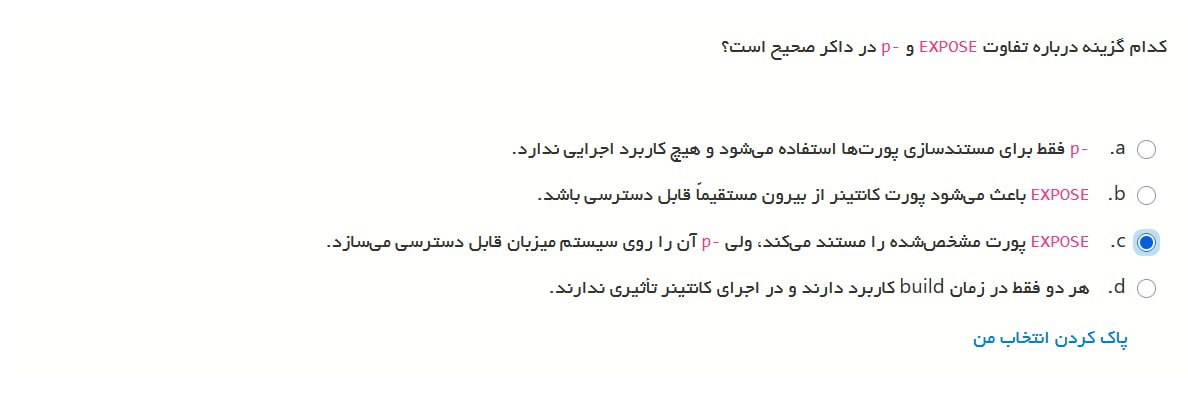 کدام گزینه درباره تفاوت EXPOSE و -p در داکر صحیح است؟
a. -p فقط برای مستندسازی پورت‌ها استفاده می‌شود و هیچ کاربرد اجرایی ندارد.
b. EXPOSE باعث می‌شود پورت کانتینر از بیرون مستقیماً قابل دسترسی باشد.
c. EXPOSE پورت مشخص‌شده را مستند می‌کند، ولی -p آن را روی سیستم میزبان قابل دسترسی می‌سازد.
d. هر دو فقط در زمان build کاربرد دارند و در اجرای کانتینر تأثیری ندارند.
پاک کردن انتخاب من